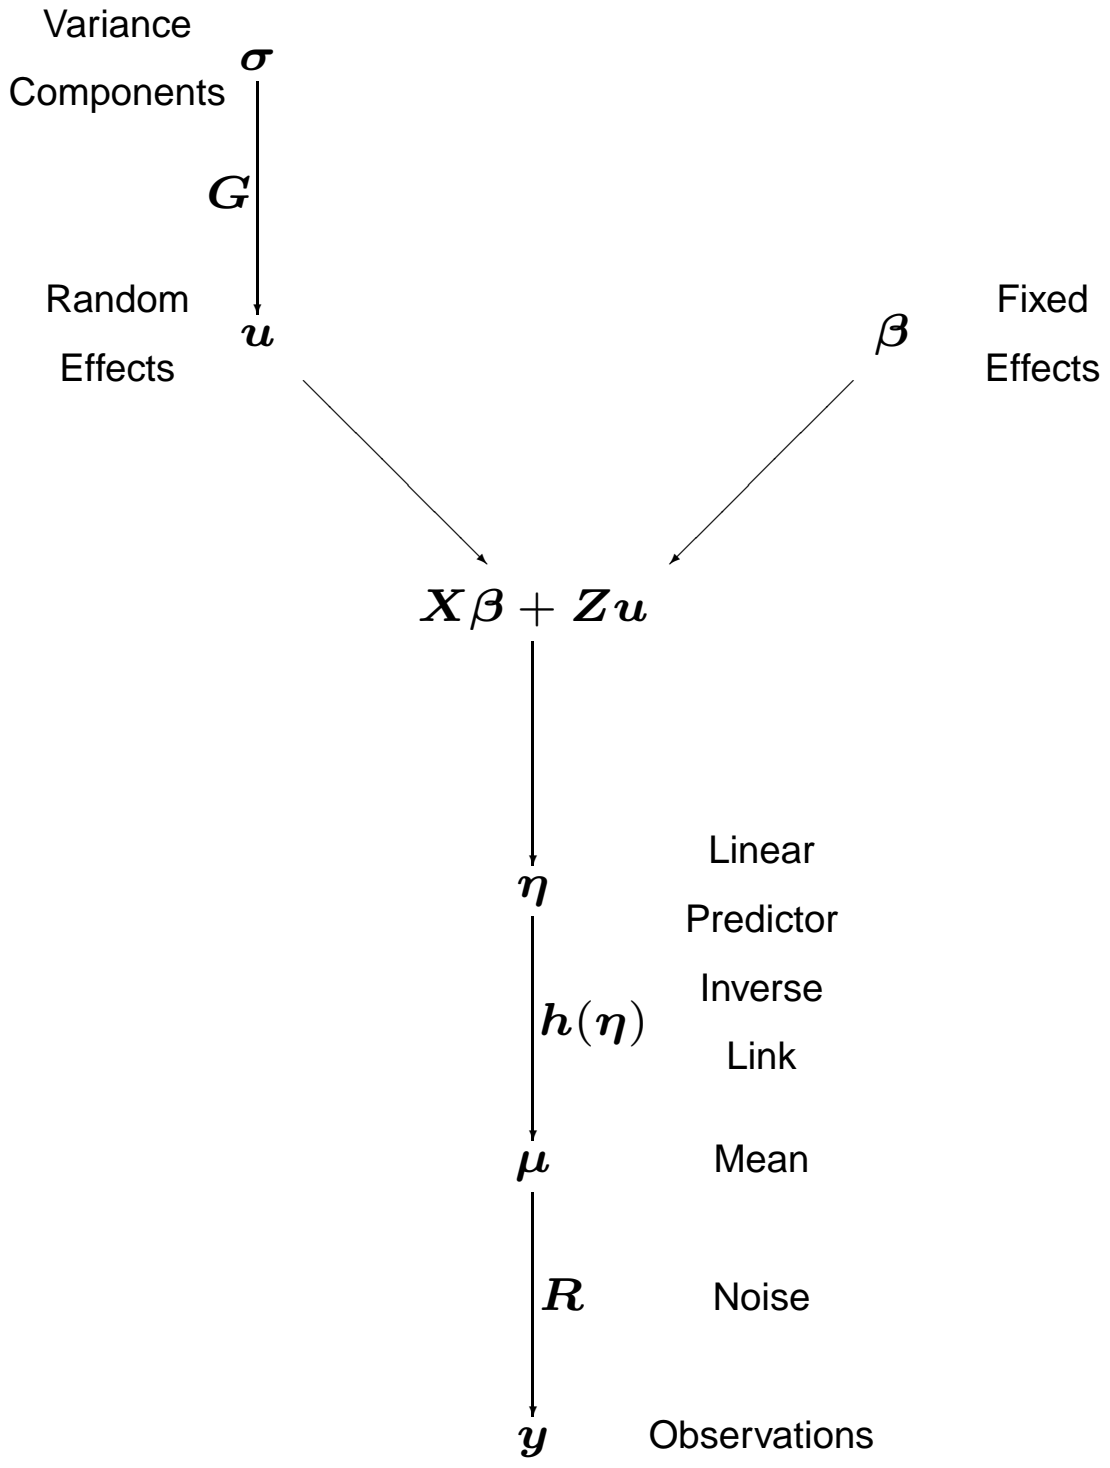 Variance
σ
Components
G
Random
u
Effects
β
Fixed
Effects
Xβ + Zu
η
Linear
Predictor
h(η)
Inverse
Link
μ
Mean
R
Noise
y
Observations